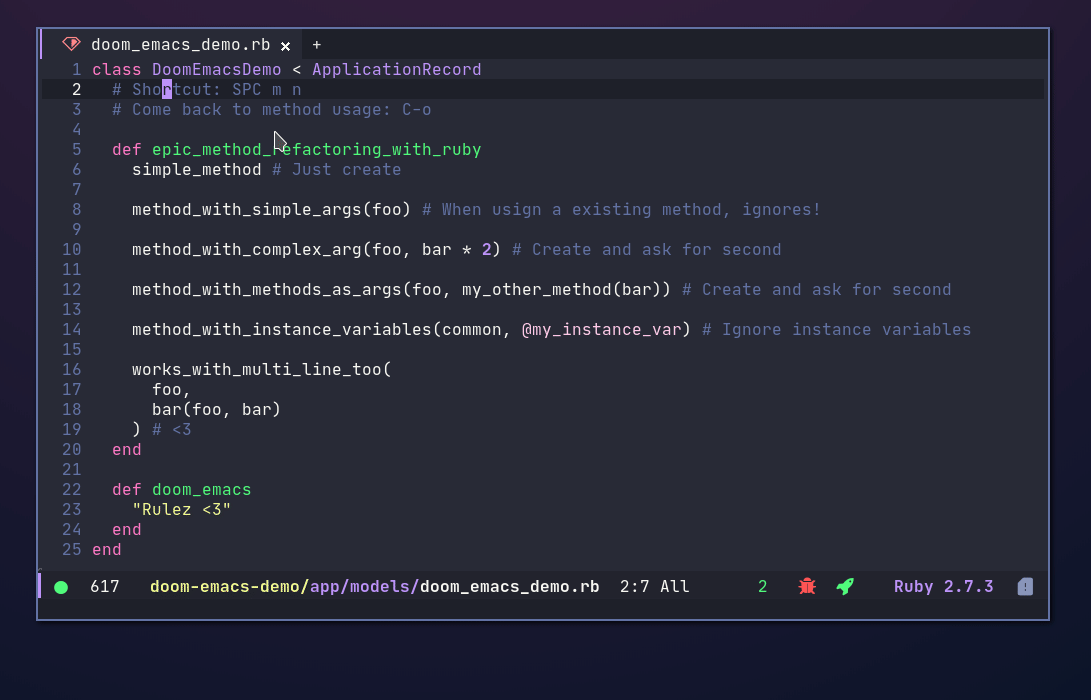 doom_emacs_demo.rb × +
1 class DoomEmacsDemo < ApplicationRecord
2   # Shortcut: SPC m n
3   # Come back to method usage: C-o
4
5   def epic_method_refactoring_with_ruby
6     simple_method # Just create
7
8     method_with_simple_args(foo) # When usign a existing method, ignores!
9
10     method_with_complex_arg(foo, bar * 2) # Create and ask for second
11
12     method_with_methods_as_args(foo, my_other_method(bar)) # Create and ask for second
13
14     method_with_instance_variables(common, @my_instance_var) # Ignore instance variables
15
16     works_with_multi_line_too(
17       foo,
18       bar(foo, bar)
19     ) # <3
20   end
21
22   def doom_emacs
23     "Rulez <3"
24   end
25 end
617 doom-emacs-demo/app/models/doom_emacs_demo.rb 2:7 All 2 Ruby 2.7.3